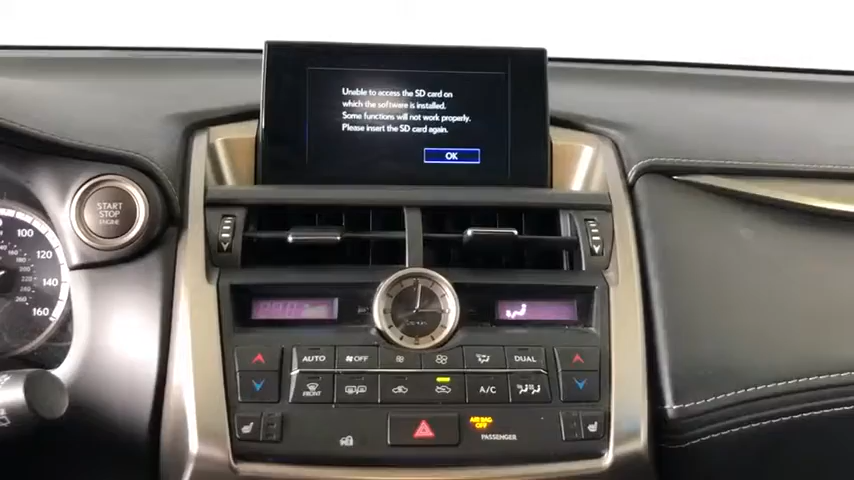 Unable to access the SD card on
which the software is installed.
Some functions will not work properly.
Please insert the SD card again.
OK
START
STOP
ENGINE
100
120
140
160
AUTO
OFF
DUAL
FRONT
REAR
A/C
AIR BAG
OFF
PASSENGER